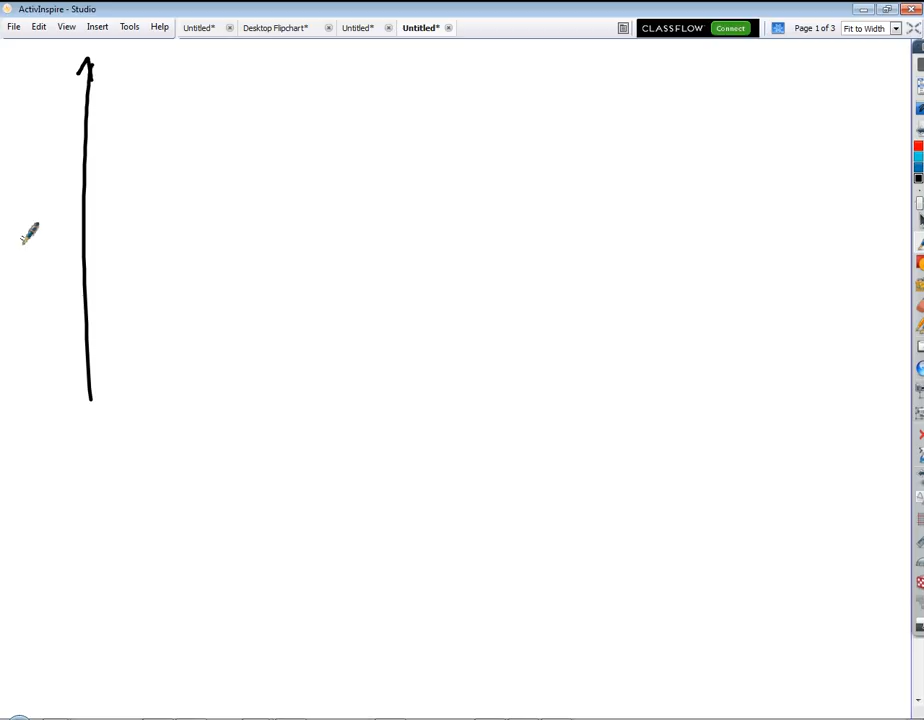 ActivInspire - Studio
File Edit View Insert Tools Help Untitled* Desktop Flipchart* Untitled* Untitled* CLASSFLOW Connect Page 1 of 3 Fit to Width